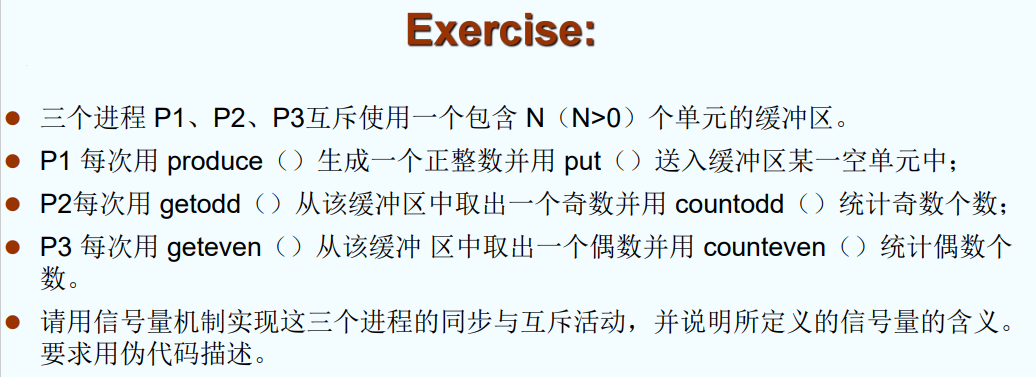 Exercise:
三个进程 P1、P2、P3互斥使用一个包含 N（N>0）个单元的缓冲区。
P1 每次用 produce（）生成一个正整数并用 put（）送入缓冲区某一空单元中；
P2每次用 getodd（）从该缓冲区中取出一个奇数并用 countodd（）统计奇数个数；
P3 每次用 geteven（）从该缓冲 区中取出一个偶数并用 counteven（）统计偶数个
数。
请用信号量机制实现这三个进程的同步与互斥活动，并说明所定义的信号量的含义。
要求用伪代码描述。